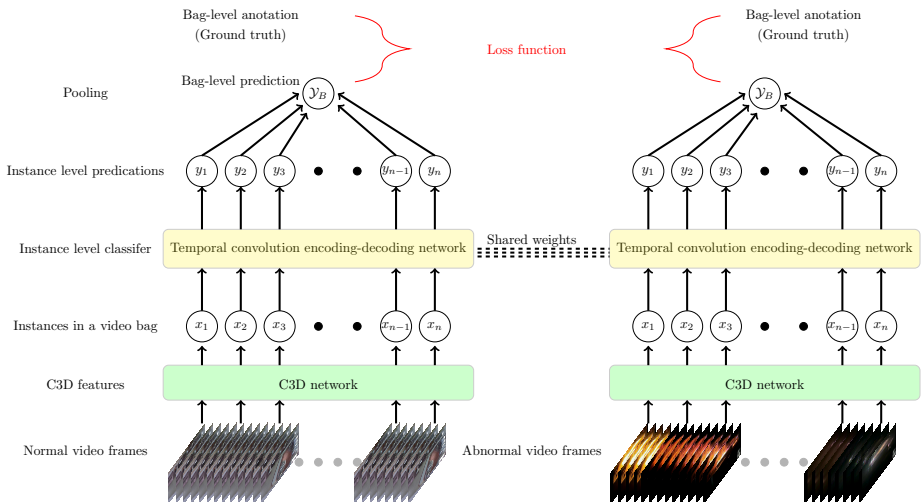 Bag-level anotation
(Ground truth)
Bag-level anotation
(Ground truth)
Loss function
Bag-level prediction
Pooling
𝒴B
𝒴B
Instance level predications
y1 y2 y3 yn−1 yn
y1 y2 y3 yn−1 yn
Instance level classifer
Temporal convolution encoding-decoding network
Shared weights
Temporal convolution encoding-decoding network
Instances in a video bag
x1 x2 x3 xn−1 xn
x1 x2 x3 xn−1 xn
C3D features
C3D network
C3D network
Normal video frames
Abnormal video frames